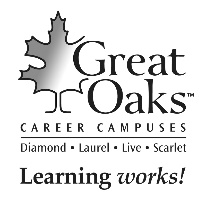 Great
Oaks™
CAREER CAMPUSES
Diamond • Laurel • Live • Scarlet
Learning works!